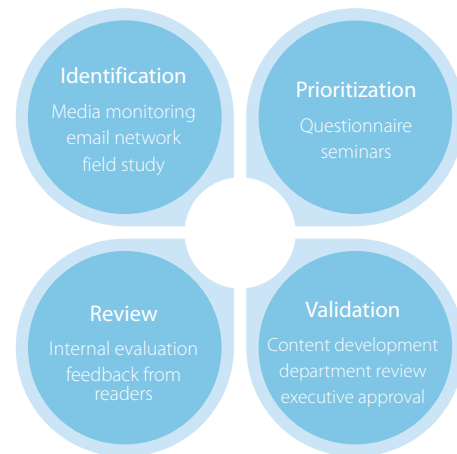 Identification
Media monitoring
email network
field study
Prioritization
Questionnaire
seminars
Review
Internal evaluation
feedback from
readers
Validation
Content development
department review
executive approval